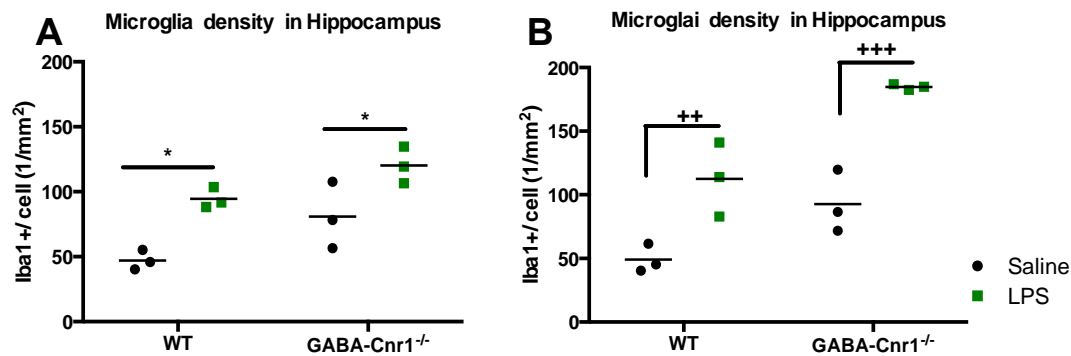 A
Microglia density in Hippocampus
Iba1+/ cell (1/mm²)
200
150
100
50
0
*
*
WT
GABA-Cnr1⁻/⁻
B
Microglai density in Hippocampus
Iba1+/ cell (1/mm²)
200
150
100
50
0
++
+++
WT
GABA-Cnr1⁻/⁻
Saline
LPS